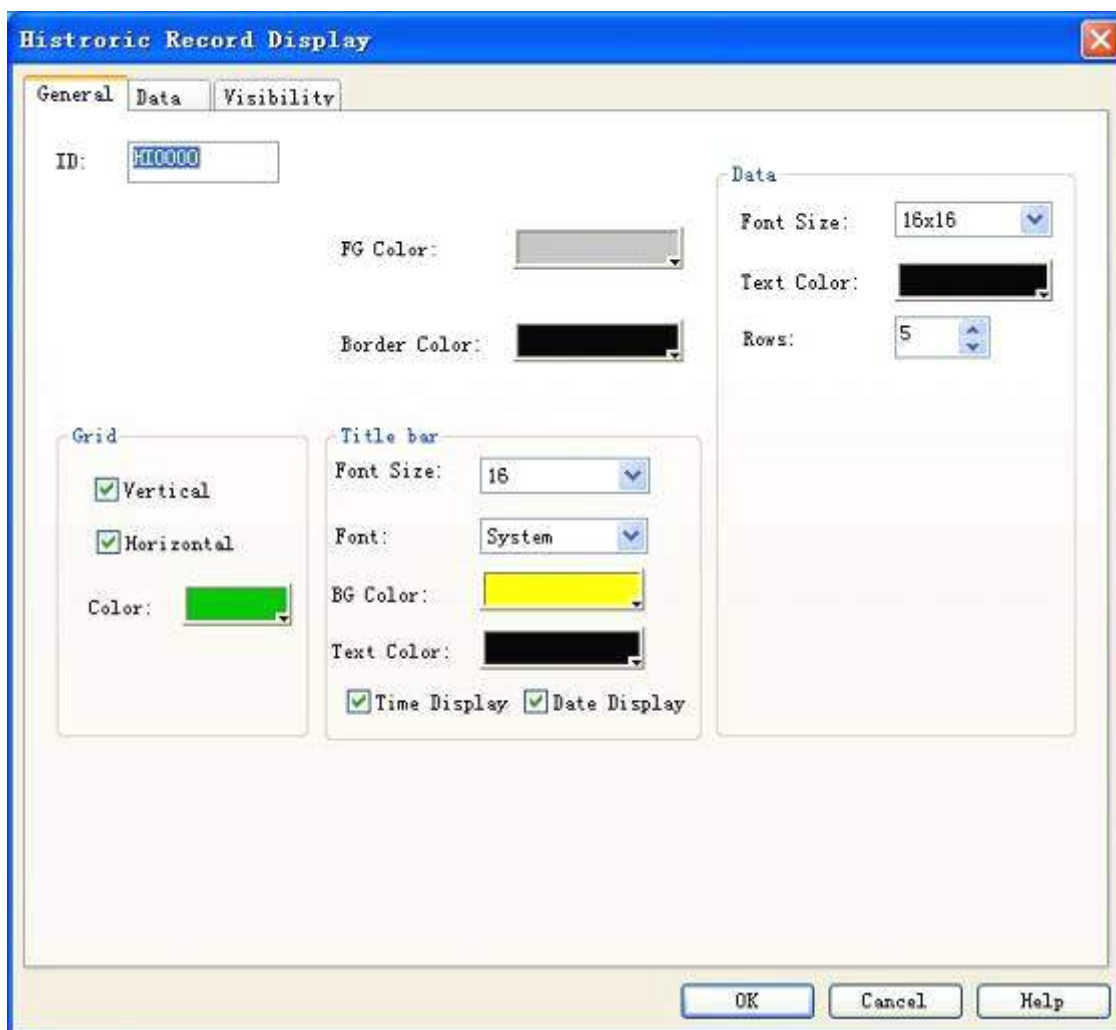 Histroric Record Display
General Data Visibility
ID: HI0000
FG Color:
Border Color:
Data
Font Size: 16x16
Text Color:
Rows: 5
Grid
Vertical
Horizontal
Color:
Title bar
Font Size: 16
Font: System
BG Color:
Text Color:
Time Display Date Display
OK Cancel Help